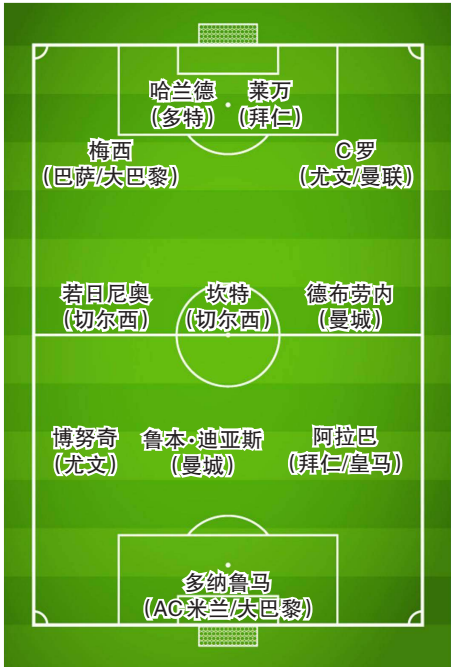 哈兰德 莱万
（多特）（拜仁）
梅西 C罗
（巴萨/大巴黎） （尤文/曼联）
若日尼奥 坎特 德布劳内
（切尔西） （切尔西） （曼城）
博努奇 鲁本·迪亚斯 阿拉巴
（尤文） （曼城） （拜仁/皇马）
多纳鲁马
（AC米兰/大巴黎）